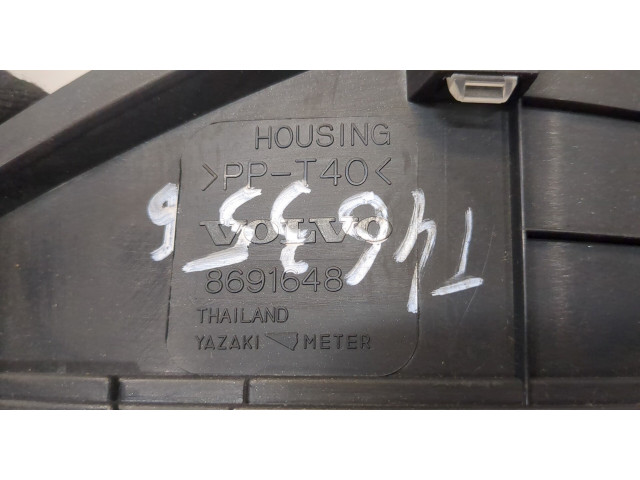 HOUSING
>PP-T40<
VOLVO
8691648
THAILAND
YAZAKI METER